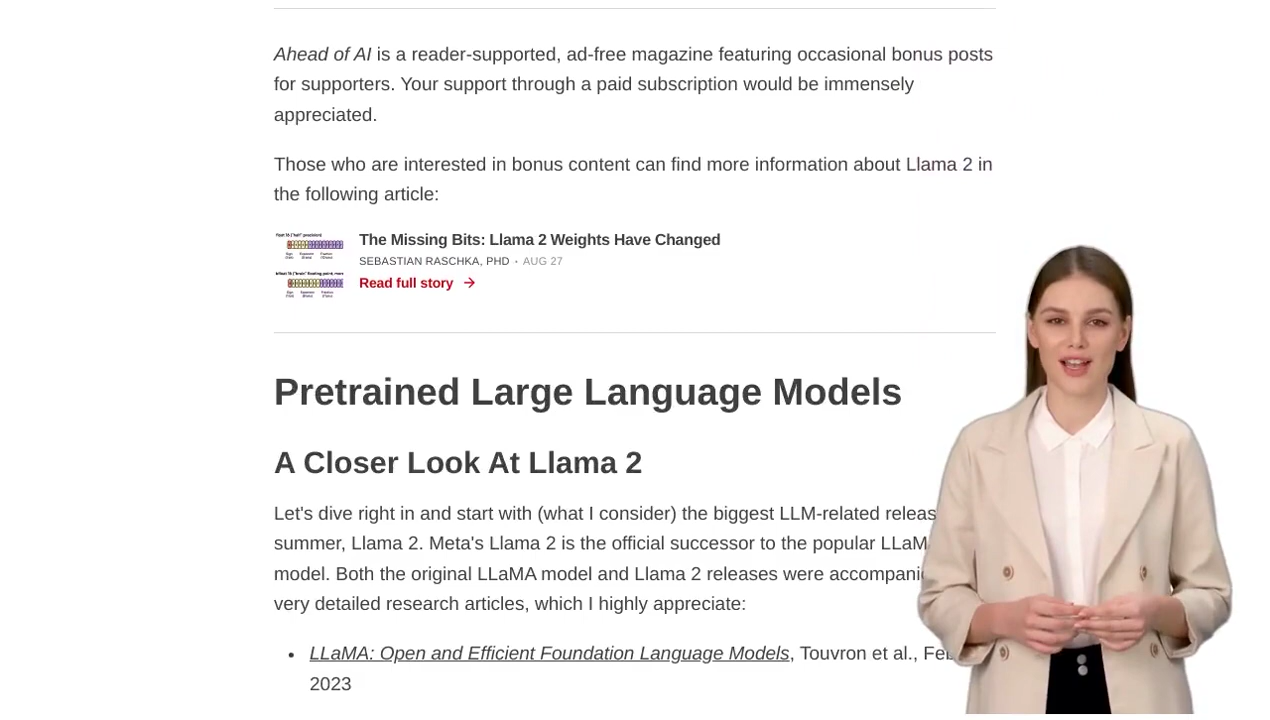 Ahead of AI is a reader-supported, ad-free magazine featuring occasional bonus posts
for supporters. Your support through a paid subscription would be immensely
appreciated.
Those who are interested in bonus content can find more information about Llama 2 in
the following article:
The Missing Bits: Llama 2 Weights Have Changed
SEBASTIAN RASCHKA, PHD · AUG 27
Read full story →
Pretrained Large Language Models
A Closer Look At Llama 2
Let's dive right in and start with (what I consider) the biggest LLM-related
summer, Llama 2. Meta's Llama 2 is the official successor to the popular
model. Both the original LLaMA model and Llama 2 releases were
very detailed research articles, which I highly appreciate:
• LLaMA: Open and Efficient Foundation Language Models, Touvron et al.,
2023